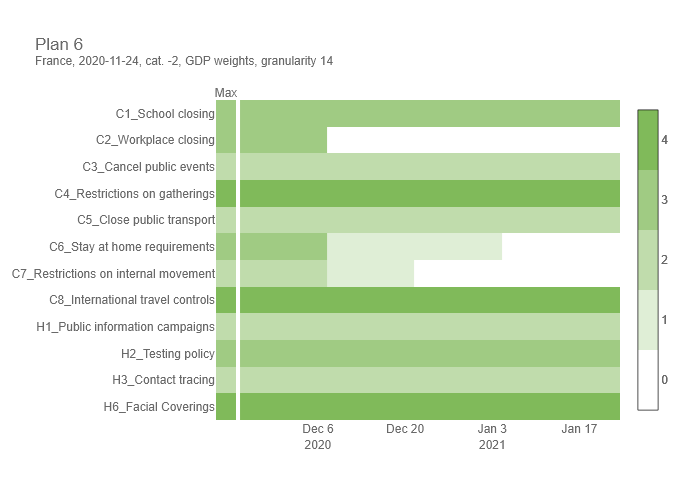 Plan 6
France, 2020-11-24, cat. -2, GDP weights, granularity 14
Max
C1_School closing
C2_Workplace closing
C3_Cancel public events
C4_Restrictions on gatherings
C5_Close public transport
C6_Stay at home requirements
C7_Restrictions on internal movement
C8_International travel controls
H1_Public information campaigns
H2_Testing policy
H3_Contact tracing
H6_Facial Coverings
Dec 6 Dec 20 Jan 3 Jan 17
2020 2021
4
3
2
1
0